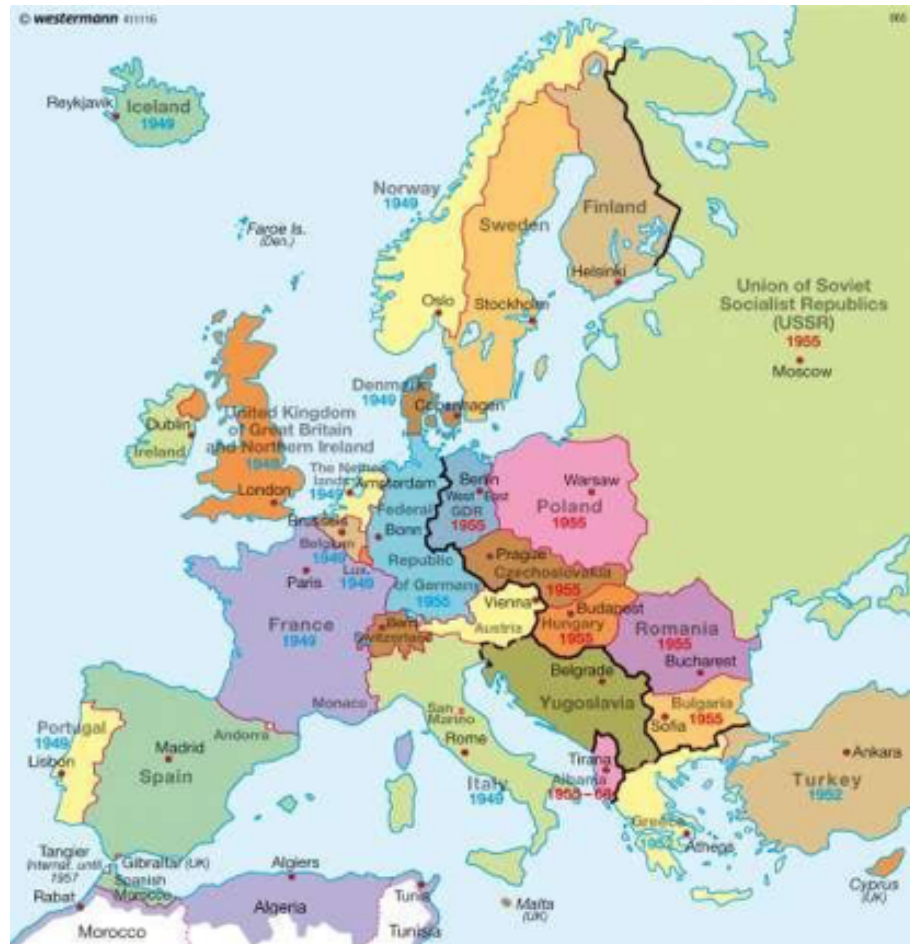 © westermann
Reykjavik
Iceland
1949
Faroe Is.
(Den.)
Norway
1949
Sweden
Finland
Helsinki
Oslo
Stockholm
Union of Soviet
Socialist Republics
(USSR)
1955
Moscow
Denmark
1949
Copenhagen
United Kingdom
of Great Britain
and Northern Ireland
1949
Dublin
Ireland
London
The Nether-
lands
1949
Amsterdam
Federal
Republic
of Germany
1955
Bonn
Berlin
West East
GDR
1955
Warsaw
Poland
1955
Brussels
Belgium
1949
Lux.
1949
Prague
Czechoslovakia
1955
Paris
France
1949
Vienna
Austria
Budapest
Hungary
1955
Bern
Switzerland
Romania
1955
Bucharest
Belgrade
Yugoslavia
Bulgaria
1955
Sofia
Monaco
San
Marino
Andorra
Portugal
1949
Lisbon
Madrid
Spain
Rome
Italy
1949
Tirana
Albania
1955–68
Greece
1952
Athens
Ankara
Turkey
1952
Tangier
(internat. until
1957
Gibraltar (UK)
Spanish
Morocco
Rabat
Morocco
Algiers
Algeria
Tunis
Tunisia
Malta
(UK)
Cyprus
(UK)